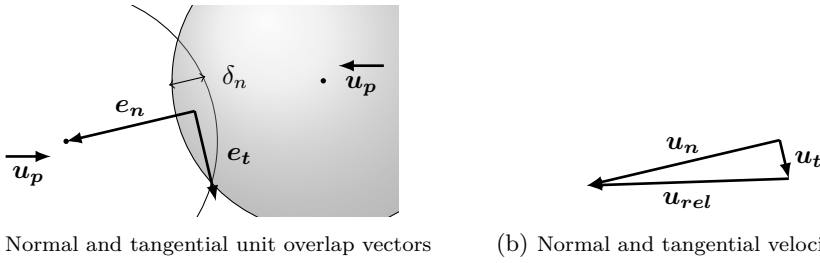 δn
up
en
et
up
un
ut
urel
Normal and tangential unit overlap vectors
(b) Normal and tangential veloci